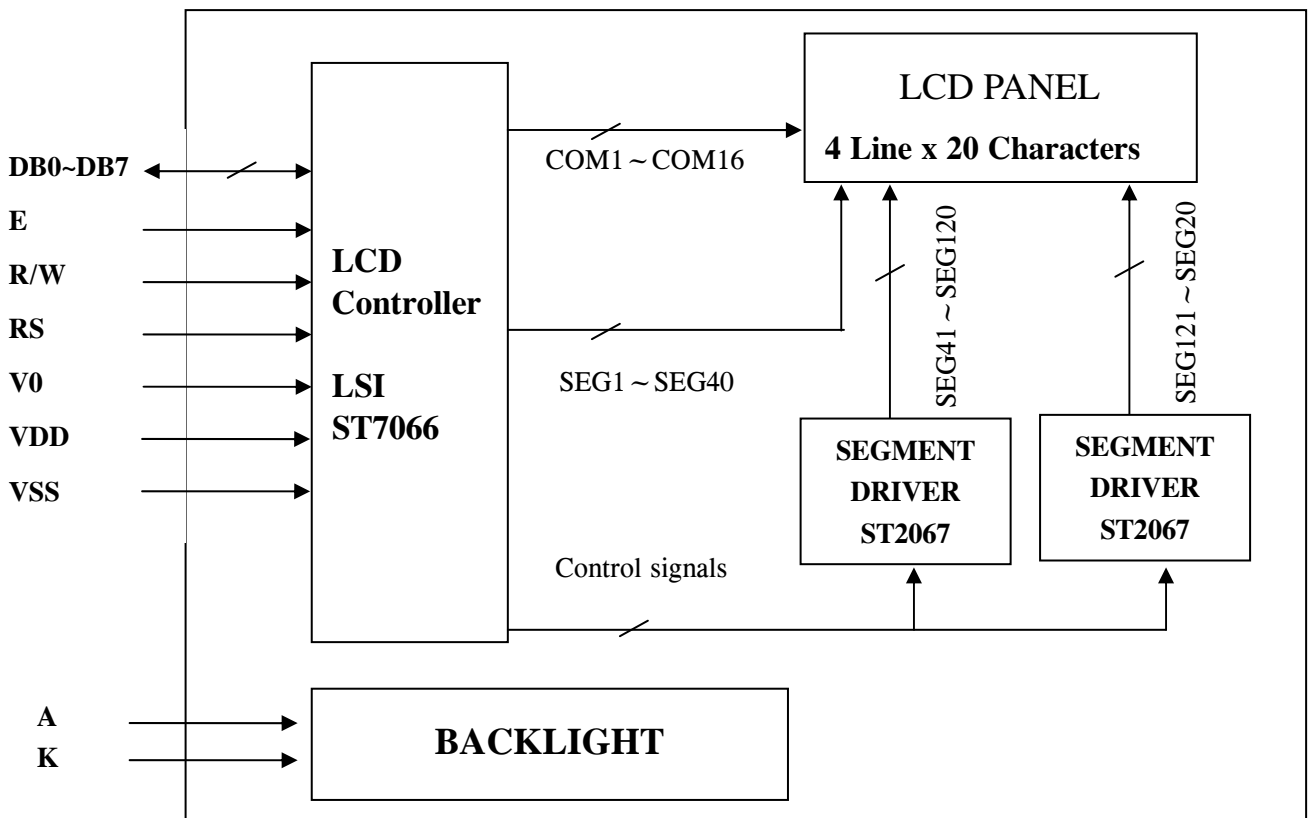 LCD PANEL
4 Line x 20 Characters
COM1 ~ COM16
DB0~DB7
E
R/W
RS
V0
VDD
VSS
LCD
Controller
LSI
ST7066
SEG1 ~ SEG40
SEG41 ~ SEG120
SEG121 ~ SEG20
SEGMENT
DRIVER
ST2067
SEGMENT
DRIVER
ST2067
Control signals
A
K
BACKLIGHT